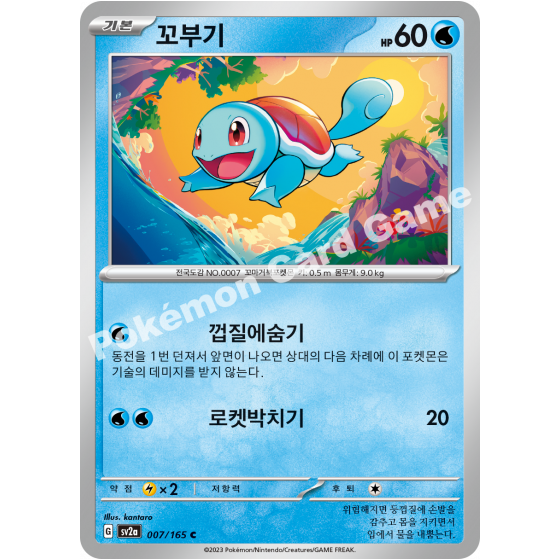 기본 꼬부기 HP 60
Pokémon Card Game
전국도감 NO.0007 꼬마거북포켓몬 키: 0.5 m 몸무게: 9.0 kg
껍질에숨기
동전을 1번 던져서 앞면이 나오면 상대의 다음 차례에 이 포켓몬은
기술의 데미지를 받지 않는다.
로켓박치기 20
약점 ×2 저항력 후퇴
Illus. kantaro
G sv2a 007/165 C
위험해지면 등껍질에 손발을
감추고 몸을 지키면서
입에서 물을 내뿜는다.
©2023 Pokémon/Nintendo/Creatures/GAME FREAK.